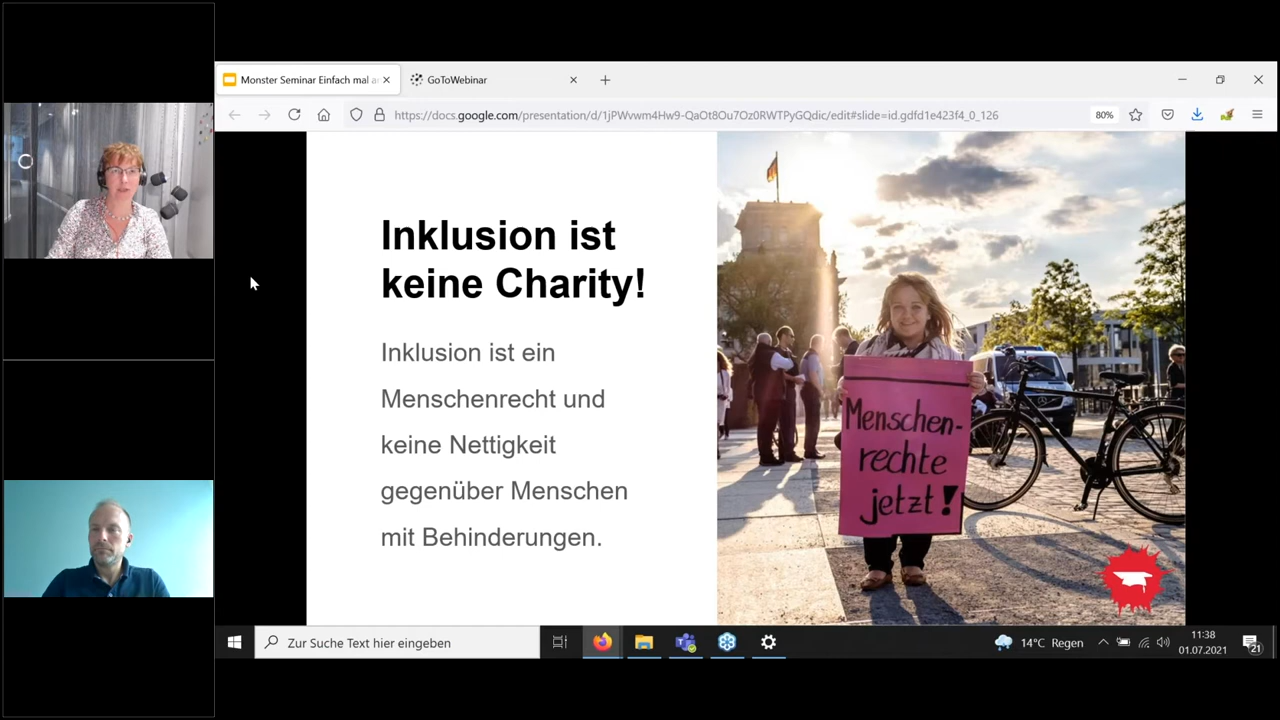 Monster Seminar Einfach mal a
GoToWebinar
https://docs.google.com/presentation/d/1jPWvwm4Hw9-QaOt8Ou7Oz0RWTPyGQdic/edit#slide=id.gdfd1e423f4_0_126
80%
Inklusion ist
keine Charity!
Inklusion ist ein
Menschenrecht und
keine Nettigkeit
gegenüber Menschen
mit Behinderungen.
Menschen-
rechte
jetzt!
Zur Suche Text hier eingeben
14°C Regen
11:38
01.07.2021
21